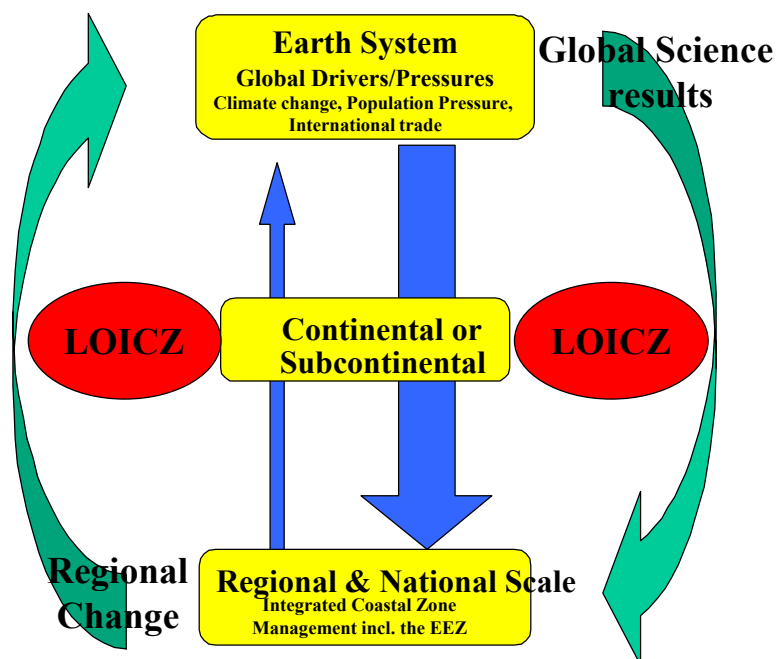 Earth System
Global Drivers/Pressures
Climate change, Population Pressure,
International trade
Global Science
results
LOICZ
Continental or
Subcontinental
LOICZ
Regional
Change
Regional & National Scale
Integrated Coastal Zone
Management incl. the EEZ